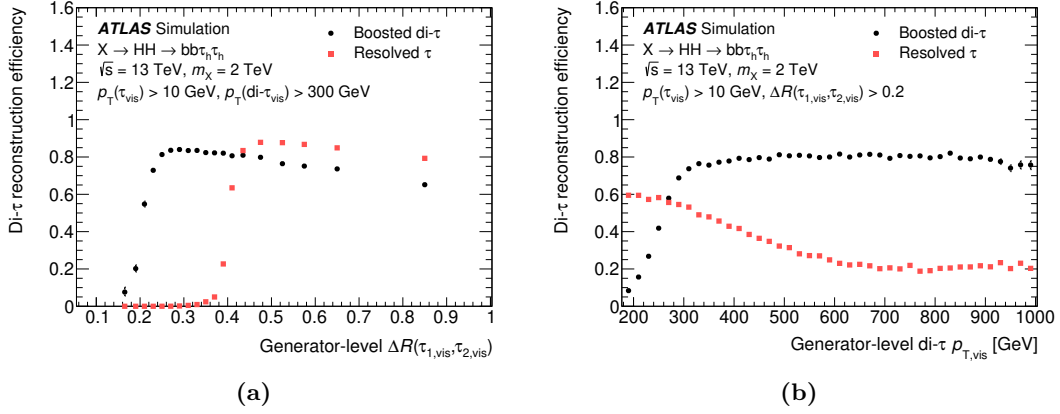 ATLAS Simulation
X → HH → bbτhτh
√s = 13 TeV, mX = 2 TeV
pT(τvis) > 10 GeV, pT(di-τvis) > 300 GeV
Boosted di-τ
Resolved τ
Di-τ reconstruction efficiency
1.6
1.4
1.2
1
0.8
0.6
0.4
0.2
0
0.1 0.2 0.3 0.4 0.5 0.6 0.7 0.8 0.9 1
Generator-level ΔR(τ1,vis,τ2,vis)
(a)
ATLAS Simulation
X → HH → bbτhτh
√s = 13 TeV, mX = 2 TeV
pT(τvis) > 10 GeV, ΔR(τ1,vis,τ2,vis) > 0.2
Boosted di-τ
Resolved τ
Di-τ reconstruction efficiency
1.6
1.4
1.2
1
0.8
0.6
0.4
0.2
0
200 300 400 500 600 700 800 900 1000
Generator-level di-τ pT,vis [GeV]
(b)